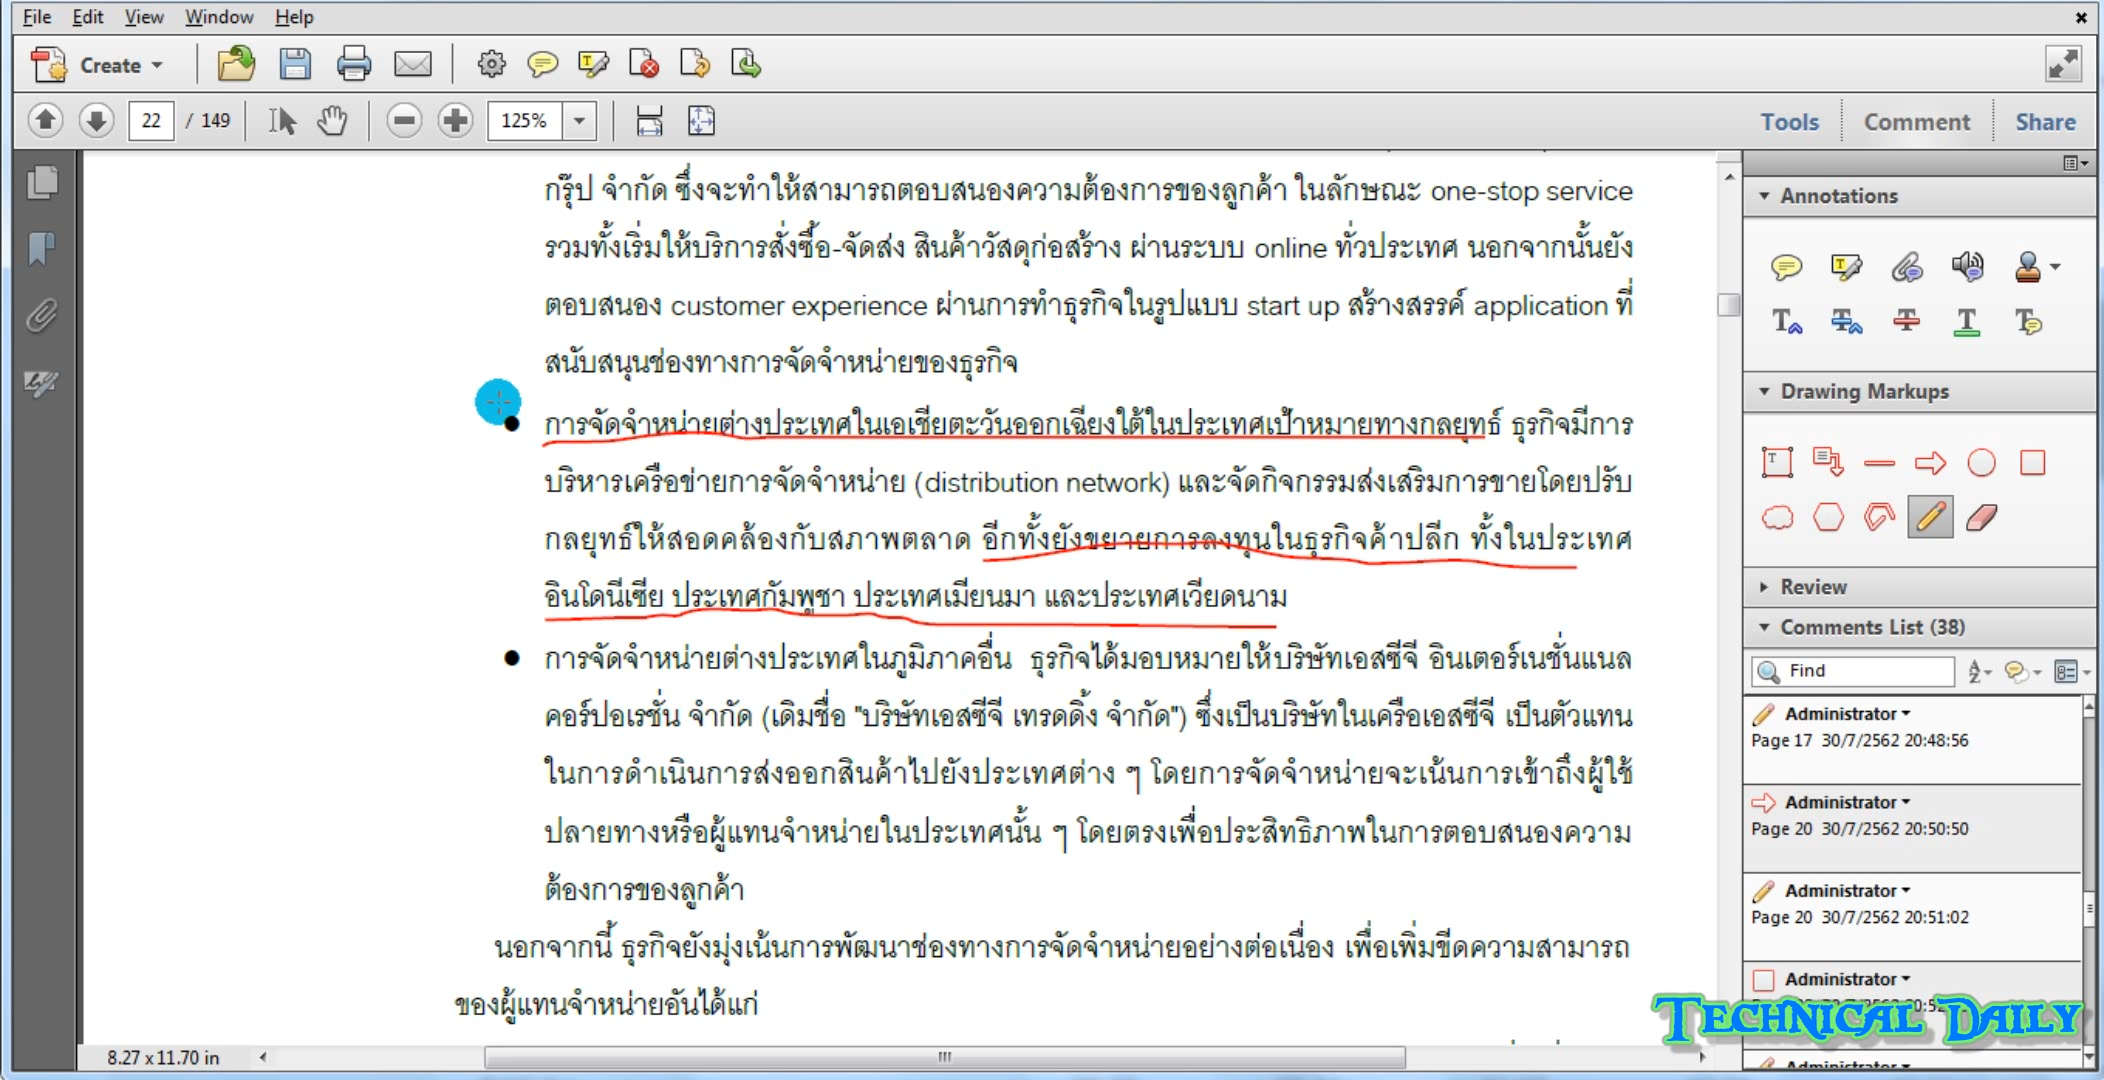 File Edit View Window Help
Create
22 / 149 125% Tools Comment Share
กรุ๊ป จำกัด ซึ่งจะทำให้สามารถตอบสนองความต้องการของลูกค้า ในลักษณะ one-stop service
รวมทั้งเริ่มให้บริการสั่งซื้อ-จัดส่ง สินค้าวัสดุก่อสร้าง ผ่านระบบ online ทั่วประเทศ นอกจากนั้นยัง
ตอบสนอง customer experience ผ่านการทำธุรกิจในรูปแบบ start up สร้างสรรค์ application ที่
สนับสนุนช่องทางการจัดจำหน่ายของธุรกิจ
● การจัดจำหน่ายต่างประเทศในเอเชียตะวันออกเฉียงใต้ในประเทศเป้าหมายทางกลยุทธ์ ธุรกิจมีการ
บริหารเครือข่ายการจัดจำหน่าย (distribution network) และจัดกิจกรรมส่งเสริมการขายโดยปรับ
กลยุทธ์ให้สอดคล้องกับสภาพตลาด อีกทั้งยังขยายการลงทุนในธุรกิจค้าปลีก ทั้งในประเทศ
อินโดนีเซีย ประเทศกัมพูชา ประเทศเมียนมา และประเทศเวียดนาม
● การจัดจำหน่ายต่างประเทศในภูมิภาคอื่น ธุรกิจได้มอบหมายให้บริษัทเอสซีจี อินเตอร์เนชั่นแนล
คอร์ปอเรชั่น จำกัด (เดิมชื่อ "บริษัทเอสซีจี เทรดดิ้ง จำกัด") ซึ่งเป็นบริษัทในเครือเอสซีจี เป็นตัวแทน
ในการดำเนินการส่งออกสินค้าไปยังประเทศต่าง ๆ โดยการจัดจำหน่ายจะเน้นการเข้าถึงผู้ใช้
ปลายทางหรือผู้แทนจำหน่ายในประเทศนั้น ๆ โดยตรงเพื่อประสิทธิภาพในการตอบสนองความ
ต้องการของลูกค้า
นอกจากนี้ ธุรกิจยังมุ่งเน้นการพัฒนาช่องทางการจัดจำหน่ายอย่างต่อเนื่อง เพื่อเพิ่มขีดความสามารถ
ของผู้แทนจำหน่ายอันได้แก่
8.27 x 11.70 in
Annotations
Drawing Markups
Review
Comments List (38)
Find
Administrator
Page 17 30/7/2562 20:48:56
Administrator
Page 20 30/7/2562 20:50:50
Administrator
Page 20 30/7/2562 20:51:02
Administrator
Technical Daily
Administrator